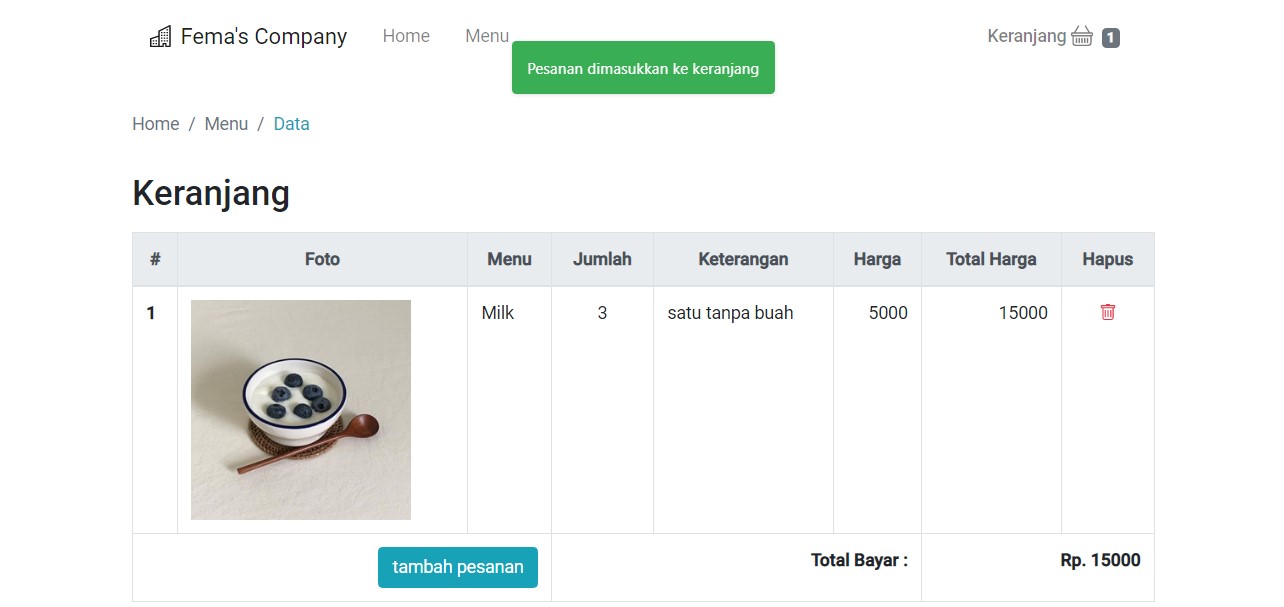 Fema's Company Home Menu Keranjang 1
Pesanan dimasukkan ke keranjang
Home / Menu / Data
Keranjang
# Foto Menu Jumlah Keterangan Harga Total Harga Hapus
1 Milk 3 satu tanpa buah 5000 15000
tambah pesanan Total Bayar : Rp. 15000